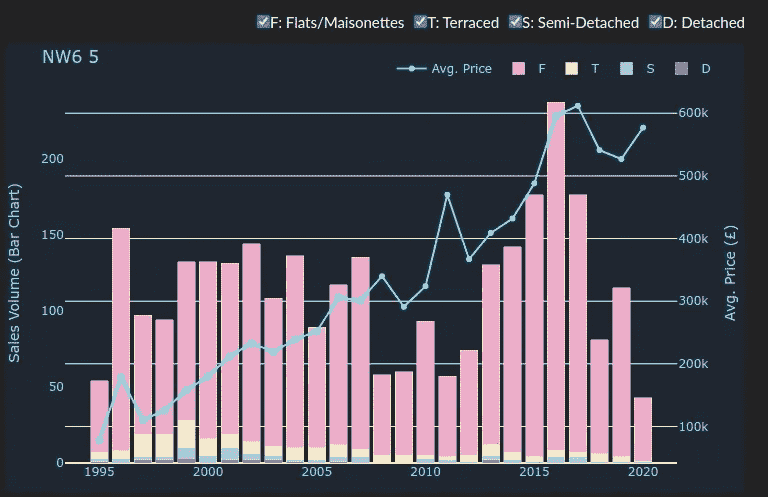 F: Flats/Maisonettes T: Terraced S: Semi-Detached D: Detached
NW6 5
Avg. Price F T S D
600k
200
500k
150
400k
100
300k
50
200k
0
100k
Sales Volume (Bar Chart)
Avg. Price (£)
1995 2000 2005 2010 2015 2020